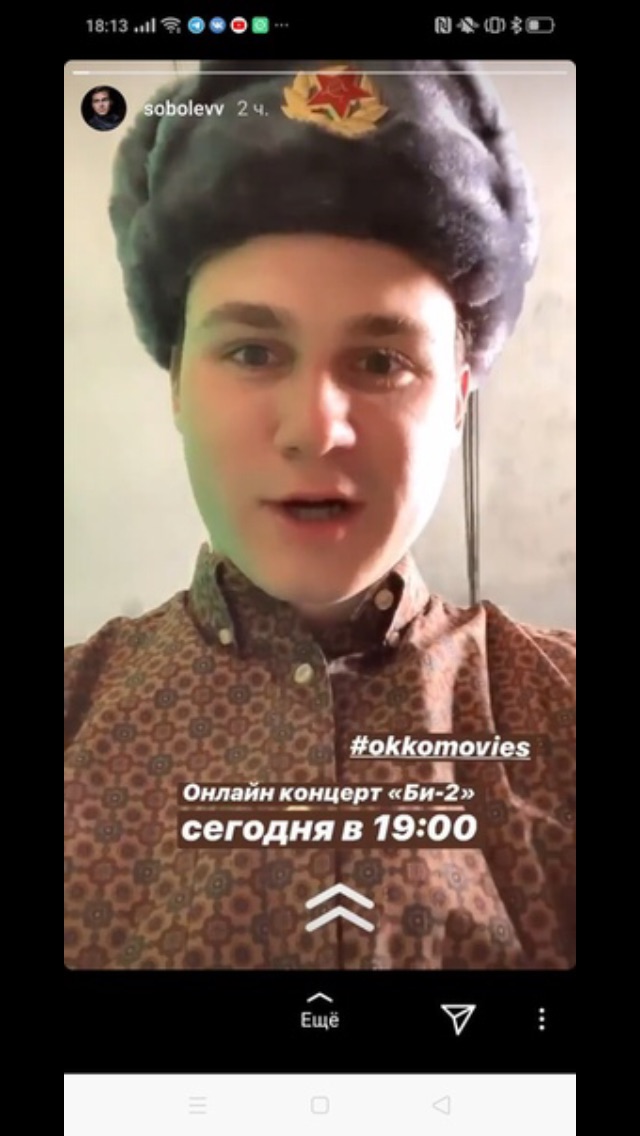 18:13
sobolevv 2 ч.
#okkomovies
Онлайн концерт «Би-2»
сегодня в 19:00
Ещё